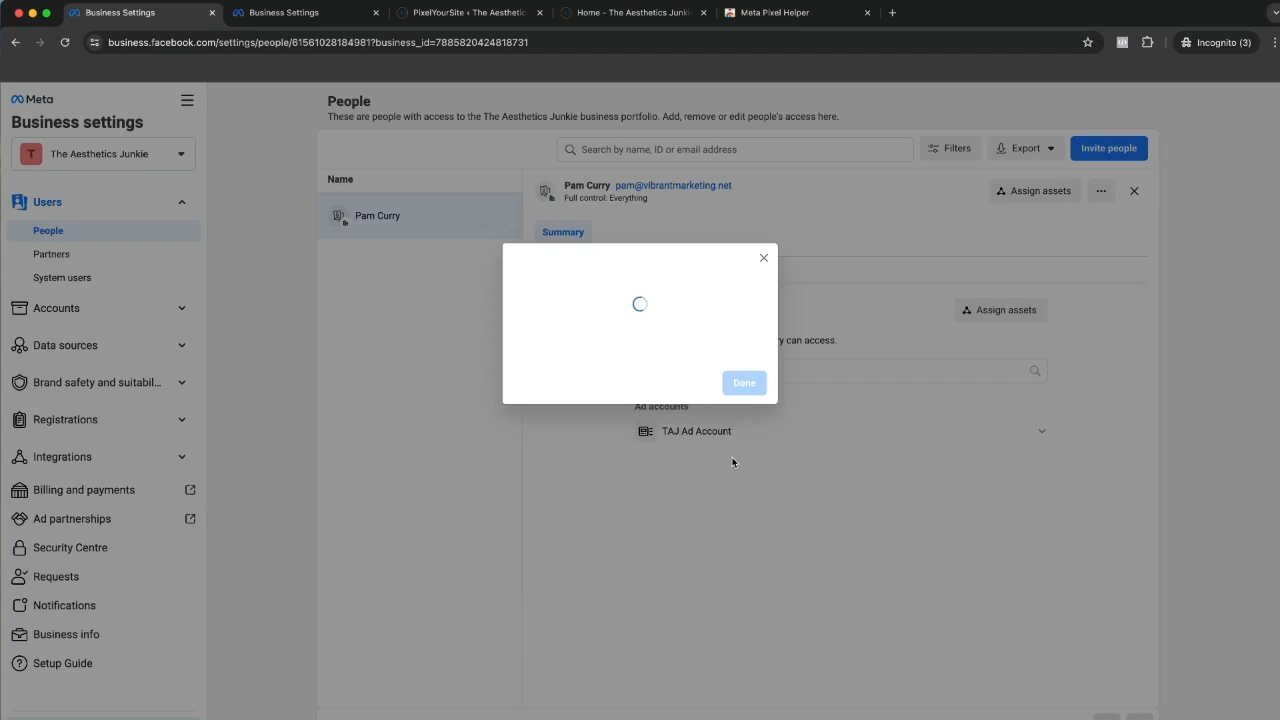 Business Settings
Business Settings
PixelYourSite ‹ The Aesthetic
Home - The Aesthetics Junki
Meta Pixel Helper
business.facebook.com/settings/people/61561028184981?business_id=7885820424818731
Incognito (3)
Meta
Business settings
T The Aesthetics Junkie
Users
People
Partners
System users
Accounts
Data sources
Brand safety and suitabil...
Registrations
Integrations
Billing and payments
Ad partnerships
Security Centre
Requests
Notifications
Business info
Setup Guide
People
These are people with access to the The Aesthetics Junkie business portfolio. Add, remove or edit people's access here.
Search by name, ID or email address
Filters
Export
Invite people
Name
Pam Curry
Pam Curry pam@vibrantmarketing.net
Full control: Everything
Assign assets
Summary
Assign assets
can access.
Done
Ad accounts
TAJ Ad Account